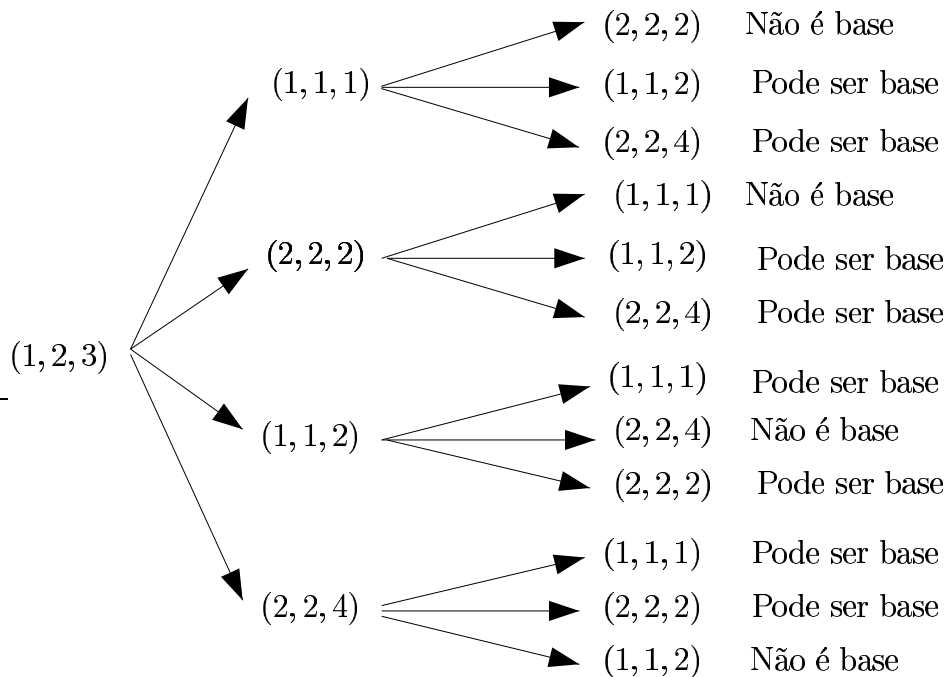 (2, 2, 2) Não é base
(1, 1, 1)
(1, 1, 2) Pode ser base
(2, 2, 4) Pode ser base
(1, 1, 1) Não é base
(2, 2, 2)
(1, 1, 2) Pode ser base
(2, 2, 4) Pode ser base
(1, 2, 3)
(1, 1, 1) Pode ser base
(1, 1, 2)
(2, 2, 4) Não é base
(2, 2, 2) Pode ser base
(1, 1, 1) Pode ser base
(2, 2, 4)
(2, 2, 2) Pode ser base
(1, 1, 2) Não é base